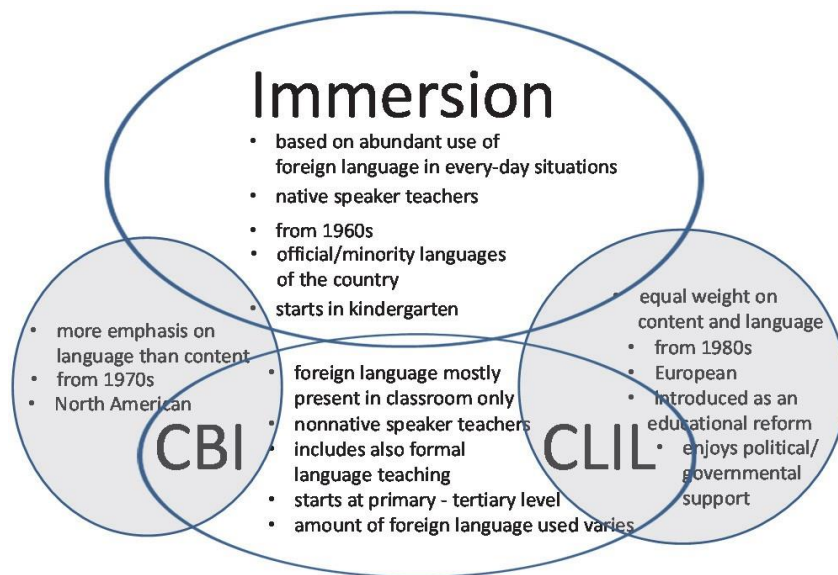 Immersion
• based on abundant use of
foreign language in every-day situations
• native speaker teachers
• from 1960s
• official/minority languages
of the country
• starts in kindergarten
• more emphasis on
language than content
• from 1970s
• North American
CBI
• foreign language mostly
present in classroom only
• nonnative speaker teachers
• includes also formal
language teaching
• starts at primary - tertiary level
• amount of foreign language used varies
• equal weight on
content and language
• from 1980s
• European
• introduced as an
educational reform
• enjoys political/
governmental
support
CLIL